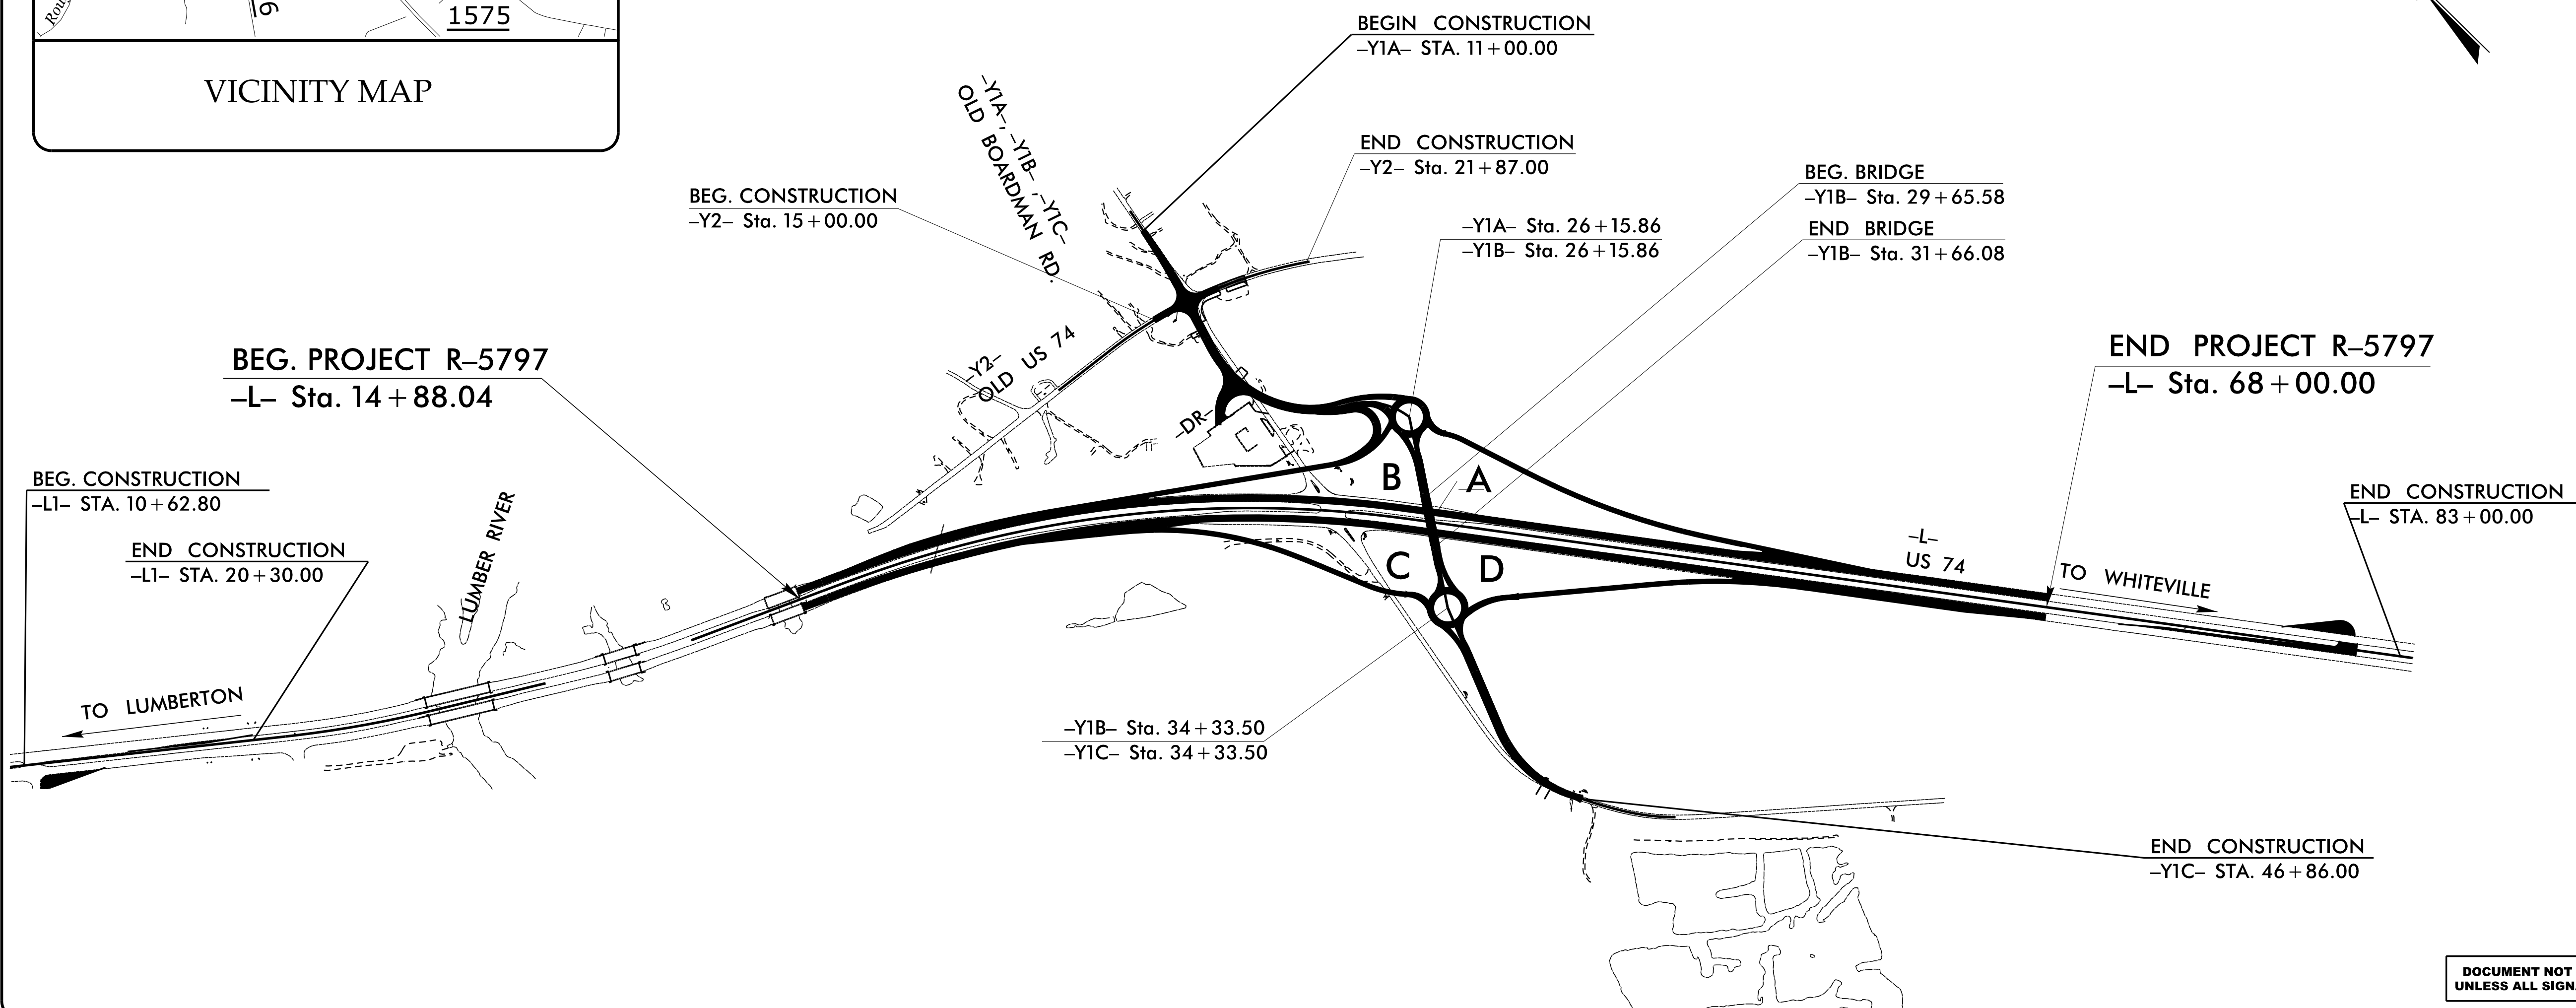 1575
VICINITY MAP
BEGIN CONSTRUCTION
–Y1A– STA. 11+00.00
END CONSTRUCTION
–Y2– Sta. 21+87.00
BEG. CONSTRUCTION
–Y2– Sta. 15+00.00
–Y1A–, –Y1B– ,–Y1C–
OLD BOARDMAN RD.
–Y1A– Sta. 26+15.86
–Y1B– Sta. 26+15.86
BEG. BRIDGE
–Y1B– Sta. 29+65.58
END BRIDGE
–Y1B– Sta. 31+66.08
BEG. PROJECT R–5797
–L– Sta. 14+88.04
–Y2–
OLD US 74
–DR–
END PROJECT R–5797
–L– Sta. 68+00.00
BEG. CONSTRUCTION
–L1– STA. 10+62.80
END CONSTRUCTION
–L1– STA. 20+30.00
LUMBER RIVER
B
A
C
D
–L–
US 74
TO WHITEVILLE
END CONSTRUCTION
–L– STA. 83+00.00
TO LUMBERTON
–Y1B– Sta. 34+33.50
–Y1C– Sta. 34+33.50
END CONSTRUCTION
–Y1C– STA. 46+86.00
DOCUMENT NOT
UNLESS ALL